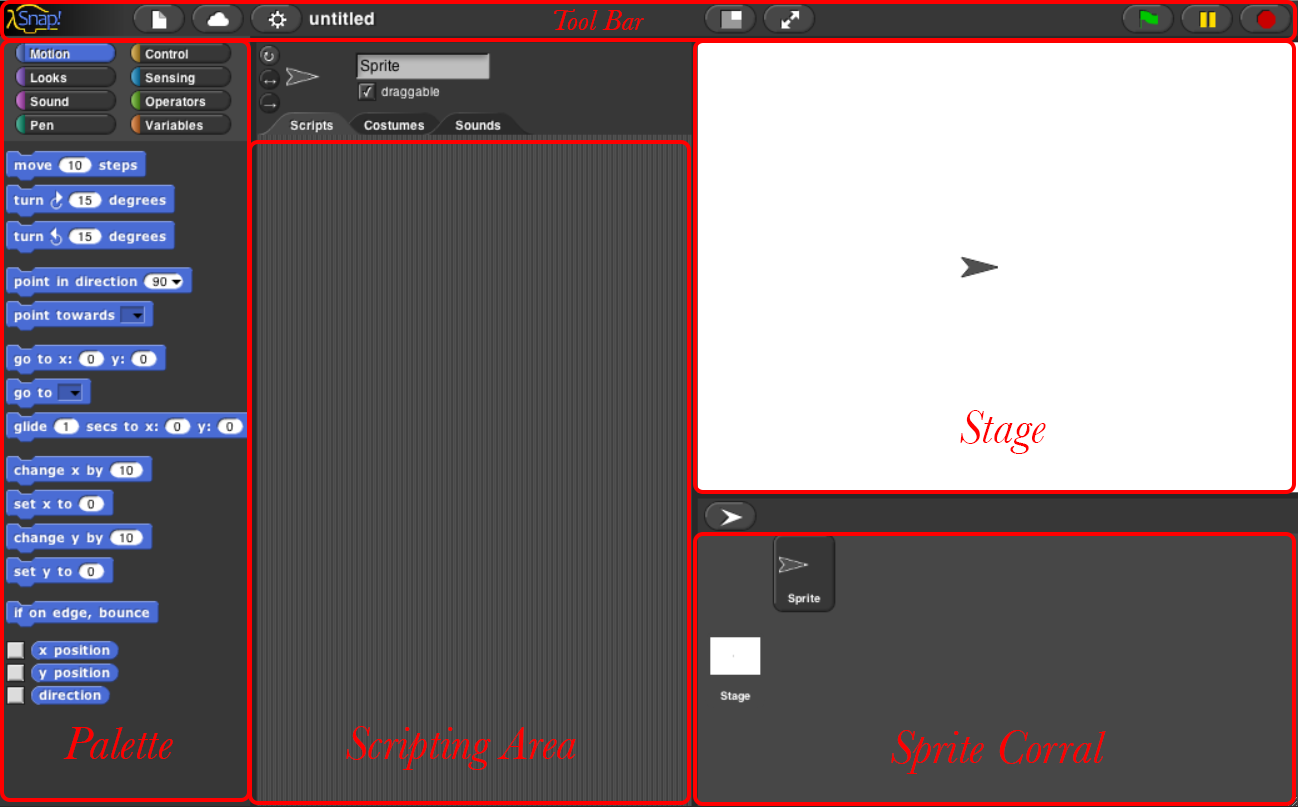 λSnap!
untitled
Tool Bar
Motion
Control
Looks
Sensing
Sound
Operators
Pen
Variables
move 10 steps
turn 15 degrees
turn 15 degrees
point in direction 90
point towards
go to x: 0 y: 0
go to
glide 1 secs to x: 0 y: 0
change x by 10
set x to 0
change y by 10
set y to 0
if on edge, bounce
x position
y position
direction
Palette
Sprite
draggable
Scripts Costumes Sounds
Scripting Area
Stage
Sprite
Stage
Sprite Corral